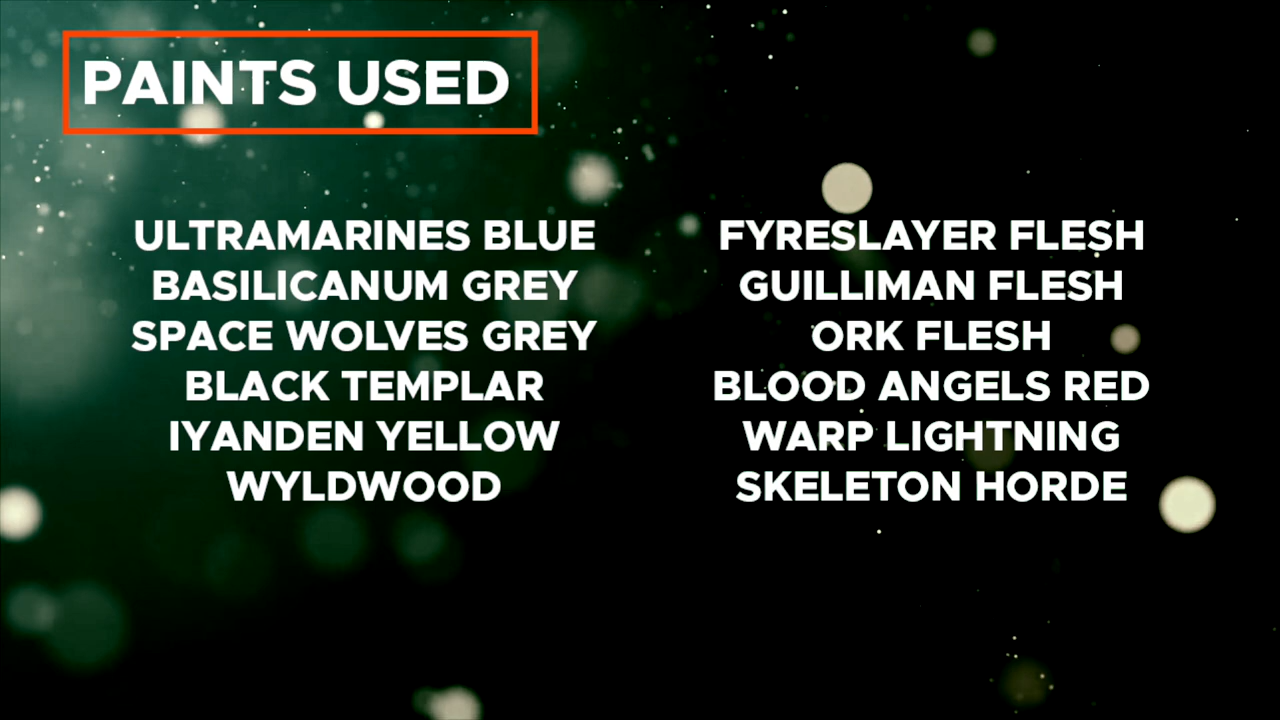 PAINTS USED
ULTRAMARINES BLUE
BASILICANUM GREY
SPACE WOLVES GREY
BLACK TEMPLAR
IYANDEN YELLOW
WYLDWOOD
FYRESLAYER FLESH
GUILLIMAN FLESH
ORK FLESH
BLOOD ANGELS RED
WARP LIGHTNING
SKELETON HORDE